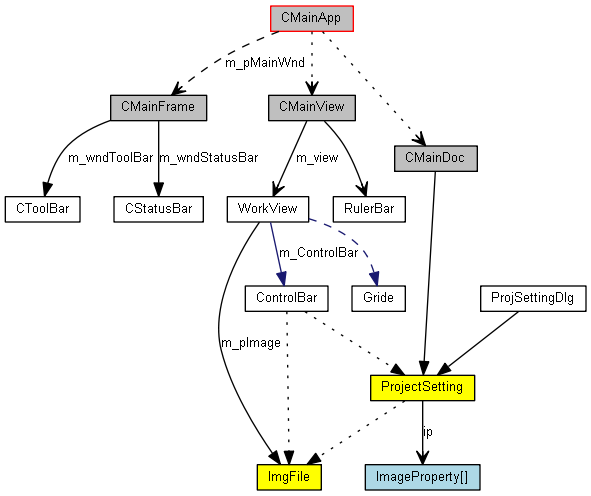 CMainApp
m_pMainWnd
CMainFrame
CMainView
m_wndToolBar
m_wndStatusBar
m_view
CMainDoc
CToolBar
CStatusBar
WorkView
RulerBar
m_ControlBar
ControlBar
Gride
ProjSettingDlg
m_pImage
ProjectSetting
ip
ImgFile
ImageProperty[]